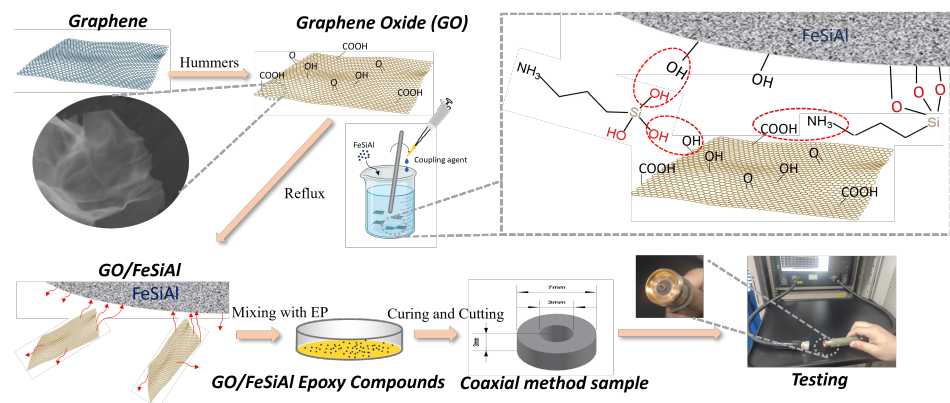 Graphene
Hummers
Graphene Oxide (GO)
COOH
O
OH
O
COOH
O
OH
COOH
FeSiAl
Coupling agent
Reflux
FeSiAl
NH3
OH
OH
OH
Si
HO
OH
OH
OH
COOH
NH3
Si
O
O
O
COOH
O
OH
O
COOH
GO/FeSiAl
FeSiAl
Mixing with EP
GO/FeSiAl Epoxy Compounds
Curing and Cutting
7mm
3mm
Coaxial method sample
Testing